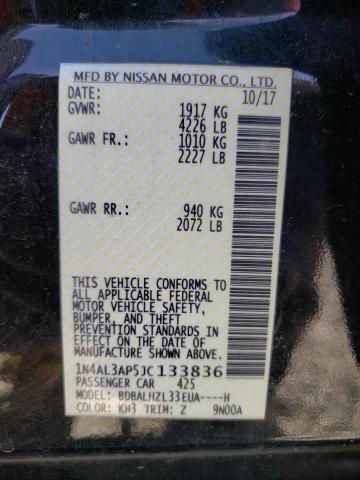 MFD BY NISSAN MOTOR CO., LTD.
DATE: 10/17
GVWR: 1917 KG
4226 LB
GAWR FR.: 1010 KG
2227 LB
GAWR RR.: 940 KG
2072 LB
THIS VEHICLE CONFORMS TO
ALL APPLICABLE FEDERAL
MOTOR VEHICLE SAFETY,
BUMPER, AND THEFT
PREVENTION STANDARDS IN
EFFECT ON THE DATE OF
MANUFACTURE SHOWN ABOVE.
1N4AL3AP5JC133836
PASSENGER CAR 425
MODEL: BDBALHZL33EUA----H
COLOR: KH3 TRIM: Z 9N00A